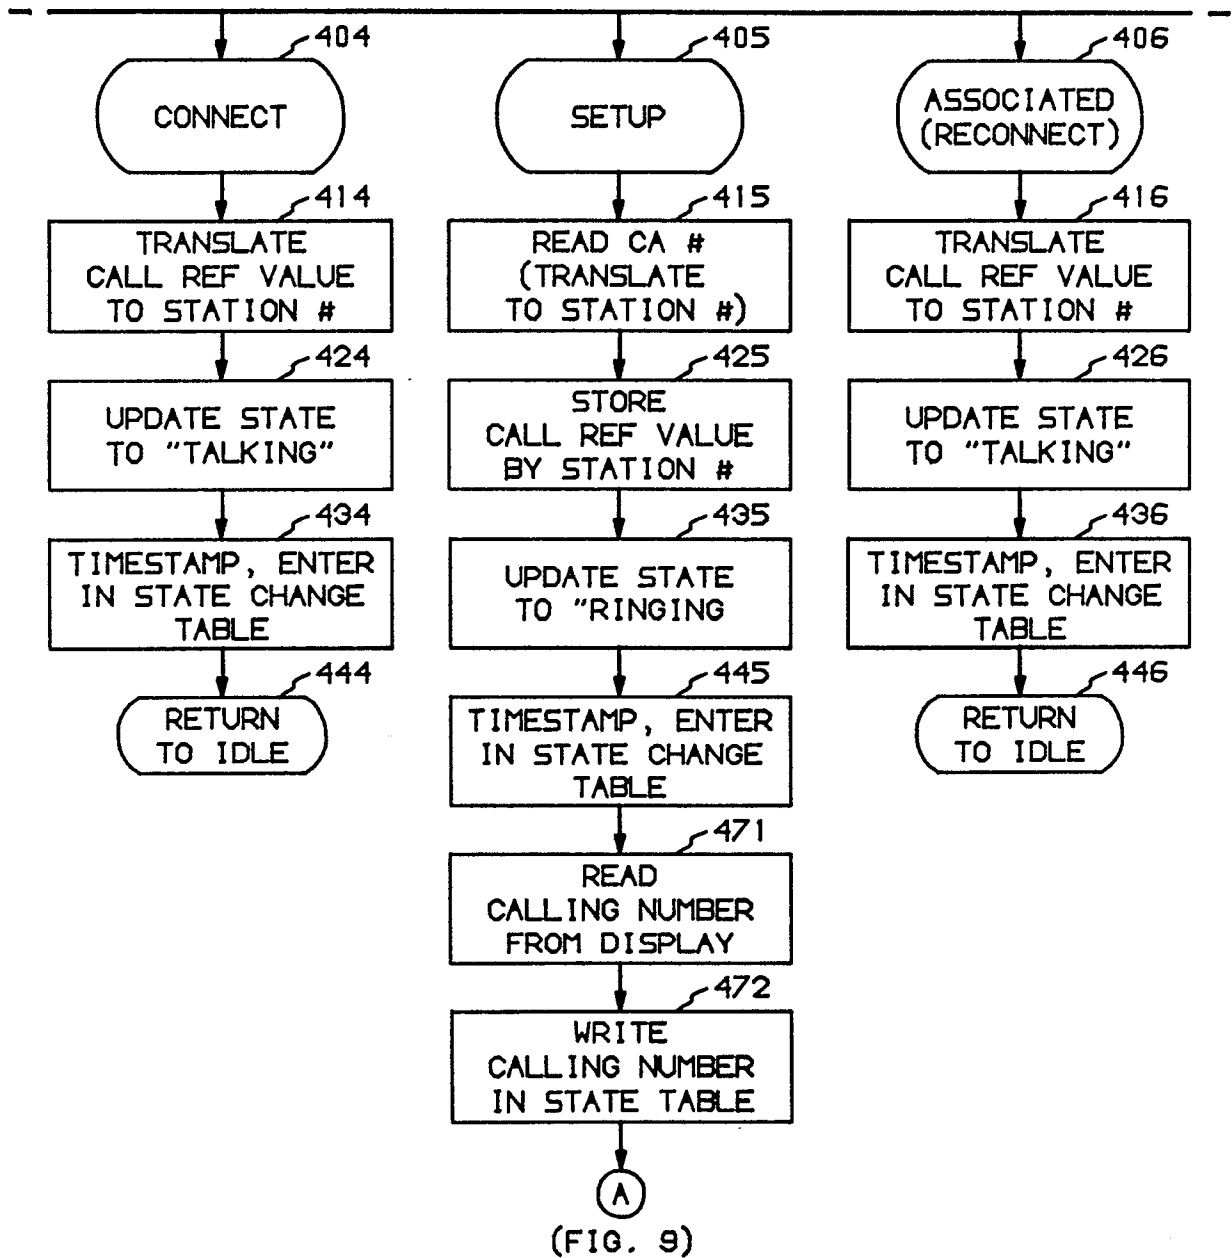 404
CONNECT
414
TRANSLATE
CALL REF VALUE
TO STATION #
424
UPDATE STATE
TO "TALKING"
434
TIMESTAMP, ENTER
IN STATE CHANGE
TABLE
444
RETURN
TO IDLE
405
SETUP
415
READ CA #
(TRANSLATE
TO STATION #)
425
STORE
CALL REF VALUE
BY STATION #
435
UPDATE STATE
TO "RINGING
445
TIMESTAMP, ENTER
IN STATE CHANGE
TABLE
471
READ
CALLING NUMBER
FROM DISPLAY
472
WRITE
CALLING NUMBER
IN STATE TABLE
A
(FIG. 9)
406
ASSOCIATED
(RECONNECT)
416
TRANSLATE
CALL REF VALUE
TO STATION #
426
UPDATE STATE
TO "TALKING"
436
TIMESTAMP, ENTER
IN STATE CHANGE
TABLE
446
RETURN
TO IDLE